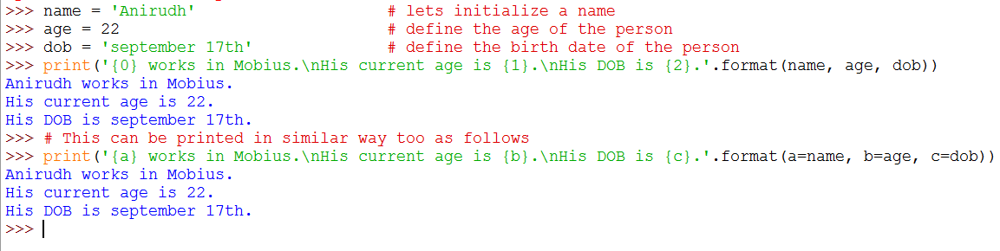 >>> name = 'Anirudh' # lets initialize a name
>>> age = 22 # define the age of the person
>>> dob = 'september 17th' # define the birth date of the person
>>> print('{0} works in Mobius.\nHis current age is {1}.\nHis DOB is {2}.'.format(name, age, dob))
Anirudh works in Mobius.
His current age is 22.
His DOB is september 17th.
>>> # This can be printed in similar way too as follows
>>> print('{a} works in Mobius.\nHis current age is {b}.\nHis DOB is {c}.'.format(a=name, b=age, c=dob))
Anirudh works in Mobius.
His current age is 22.
His DOB is september 17th.
>>>